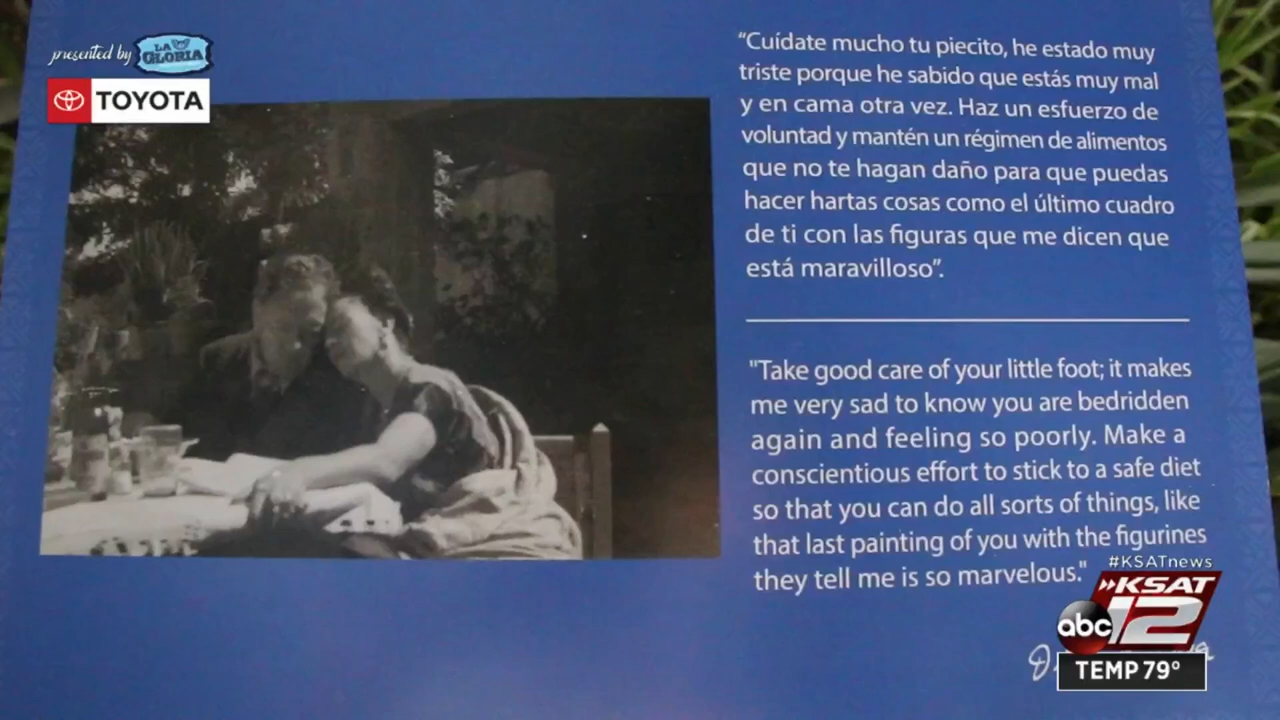 presented by
LA
GLORIA
TOYOTA
“Cuídate mucho tu piecito, he estado muy
triste porque he sabido que estás muy mal
y en cama otra vez. Haz un esfuerzo de
voluntad y mantén un régimen de alimentos
que no te hagan daño para que puedas
hacer hartas cosas como el último cuadro
de ti con las figuras que me dicen que
está maravilloso”.
"Take good care of your little foot; it makes
me very sad to know you are bedridden
again and feeling so poorly. Make a
conscientious effort to stick to a safe diet
so that you can do all sorts of things, like
that last painting of you with the figurines
they tell me is so marvelous."
#KSATnews
KSAT
abc 12
TEMP 79°